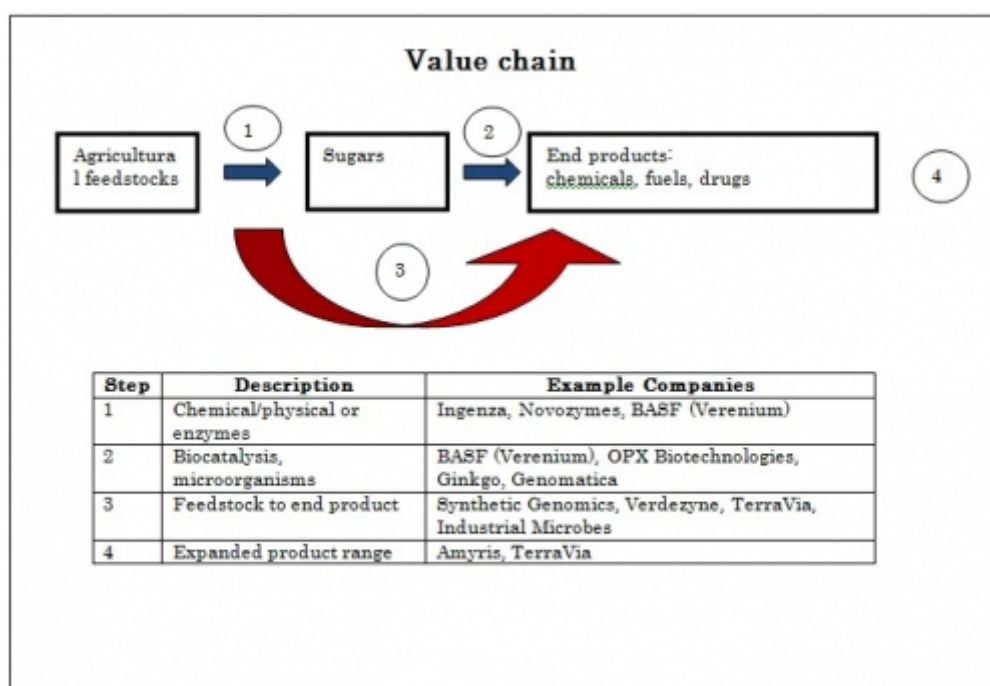 Value chain
1
2
Agricultura
l feedstocks
Sugars
End products:
chemicals, fuels, drugs
4
3
Step Description Example Companies
1 Chemical/physical or
enzymes
Ingenza, Novozymes, BASF (Verenium)
2 Biocatalysis,
microorganisms
BASF (Verenium), OPX Biotechnologies,
Ginkgo, Genomatica
3 Feedstock to end product
Synthetic Genomics, Verdezyne, TerraVia,
Industrial Microbes
4 Expanded product range Amyris, TerraVia